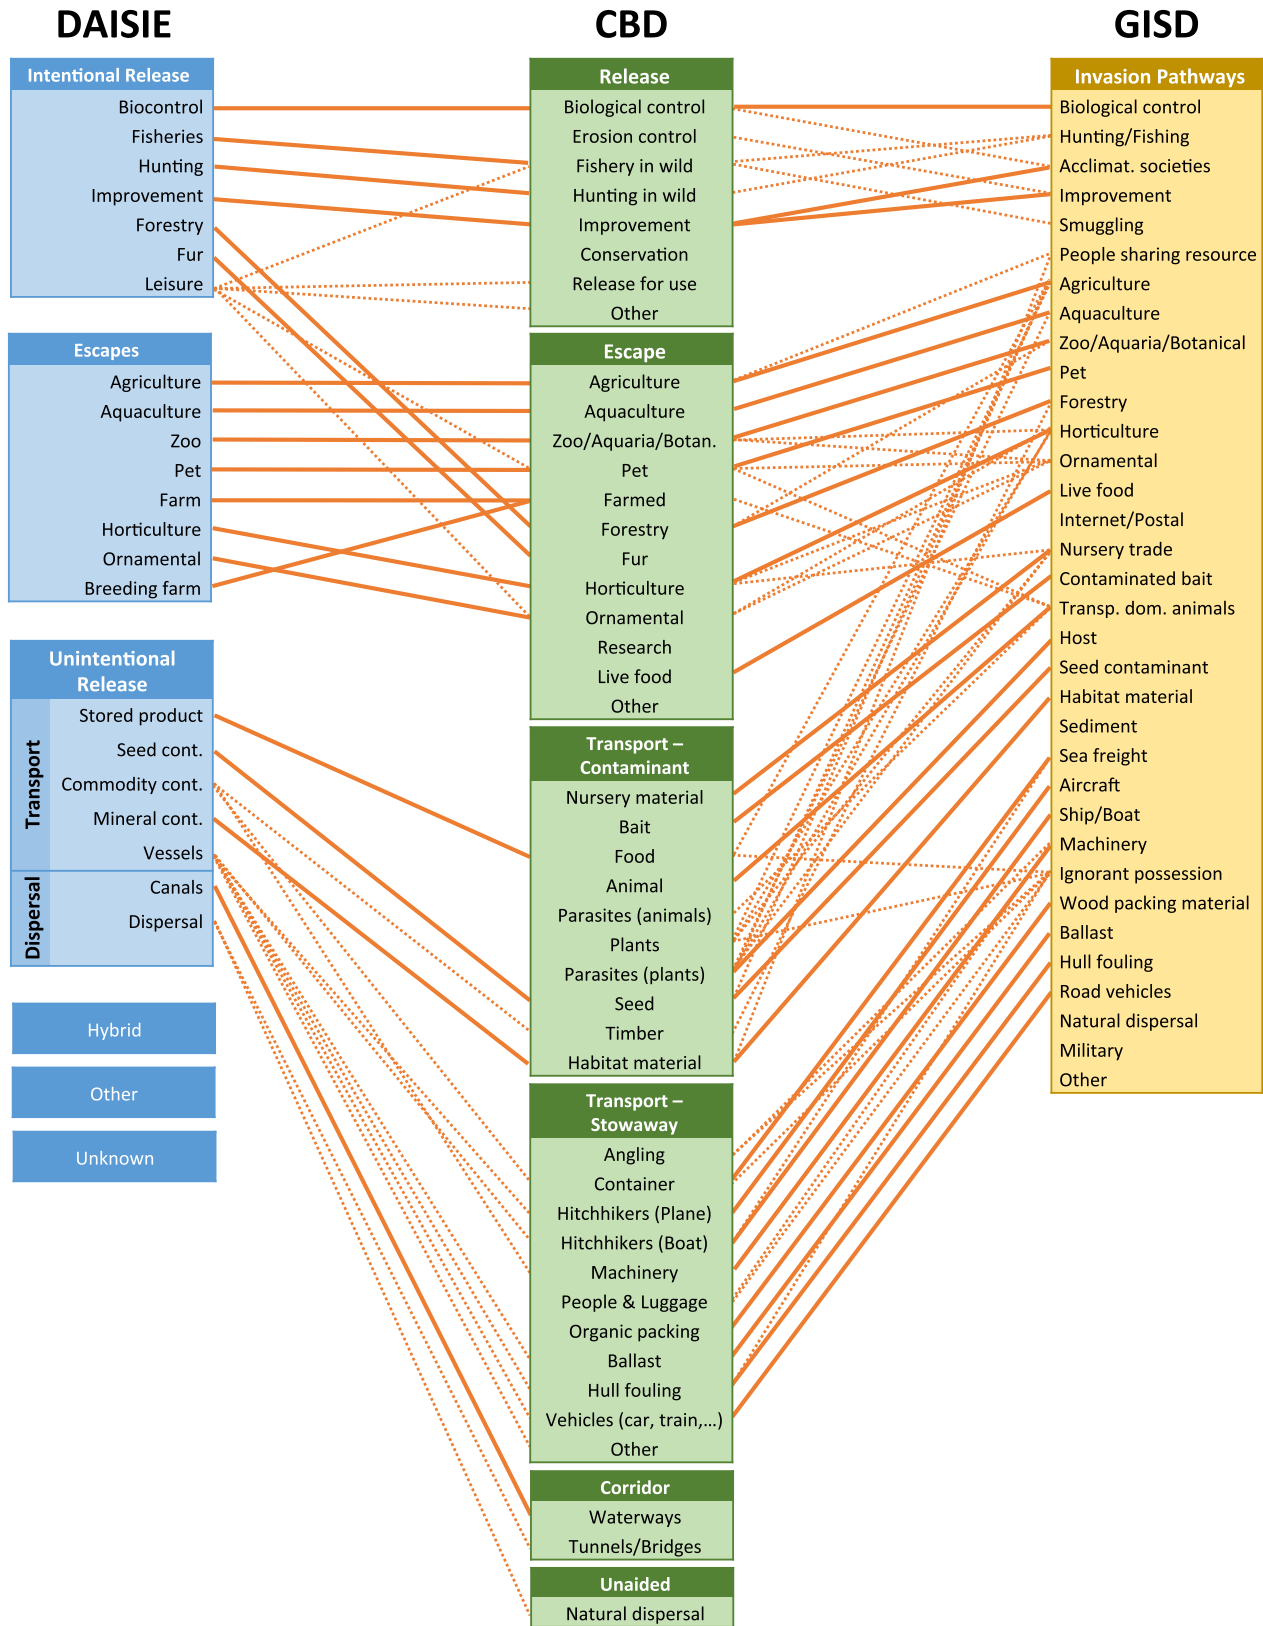 DAISIE
CBD
GISD
Intentional Release
Biocontrol
Fisheries
Hunting
Improvement
Forestry
Fur
Leisure
Escapes
Agriculture
Aquaculture
Zoo
Pet
Farm
Horticulture
Ornamental
Breeding farm
Unintentional
Release
Transport
Stored product
Seed cont.
Commodity cont.
Mineral cont.
Vessels
Dispersal
Canals
Dispersal
Hybrid
Other
Unknown
Release
Biological control
Erosion control
Fishery in wild
Hunting in wild
Improvement
Conservation
Release for use
Other
Escape
Agriculture
Aquaculture
Zoo/Aquaria/Botan.
Pet
Farmed
Forestry
Fur
Horticulture
Ornamental
Research
Live food
Other
Transport –
Contaminant
Nursery material
Bait
Food
Animal
Parasites (animals)
Plants
Parasites (plants)
Seed
Timber
Habitat material
Transport –
Stowaway
Angling
Container
Hitchhikers (Plane)
Hitchhikers (Boat)
Machinery
People & Luggage
Organic packing
Ballast
Hull fouling
Vehicles (car, train,...)
Other
Corridor
Waterways
Tunnels/Bridges
Unaided
Natural dispersal
Invasion Pathways
Biological control
Hunting/Fishing
Acclimat. societies
Improvement
Smuggling
People sharing resource
Agriculture
Aquaculture
Zoo/Aquaria/Botanical
Pet
Forestry
Horticulture
Ornamental
Live food
Internet/Postal
Nursery trade
Contaminated bait
Transp. dom. animals
Host
Seed contaminant
Habitat material
Sediment
Sea freight
Aircraft
Ship/Boat
Machinery
Ignorant possession
Wood packing material
Ballast
Hull fouling
Road vehicles
Natural dispersal
Military
Other